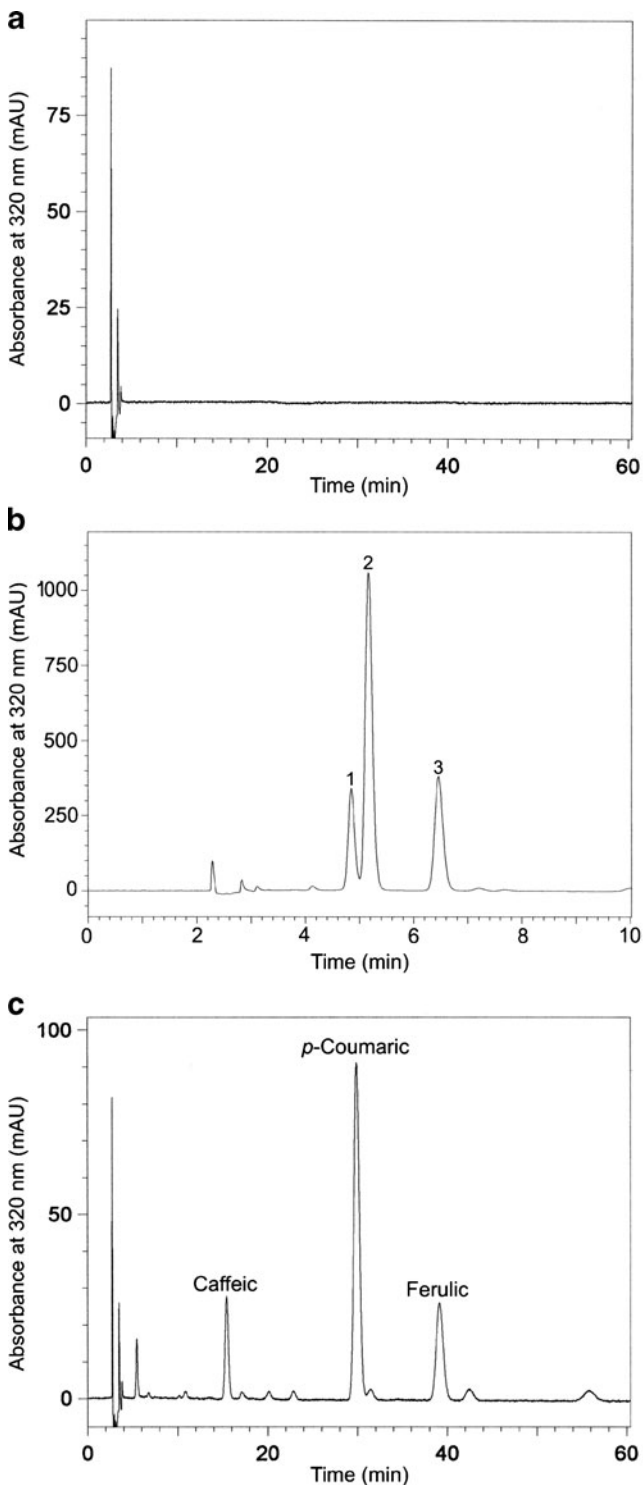 a
Absorbance at 320 nm (mAU)
75
50
25
0
0 20 40 60
Time (min)
b
Absorbance at 320 nm (mAU)
1000
750
500
250
0
1
2
3
0 2 4 6 8 10
Time (min)
c
Absorbance at 320 nm (mAU)
100
50
0
p-Coumaric
Caffeic
Ferulic
0 20 40 60
Time (min)